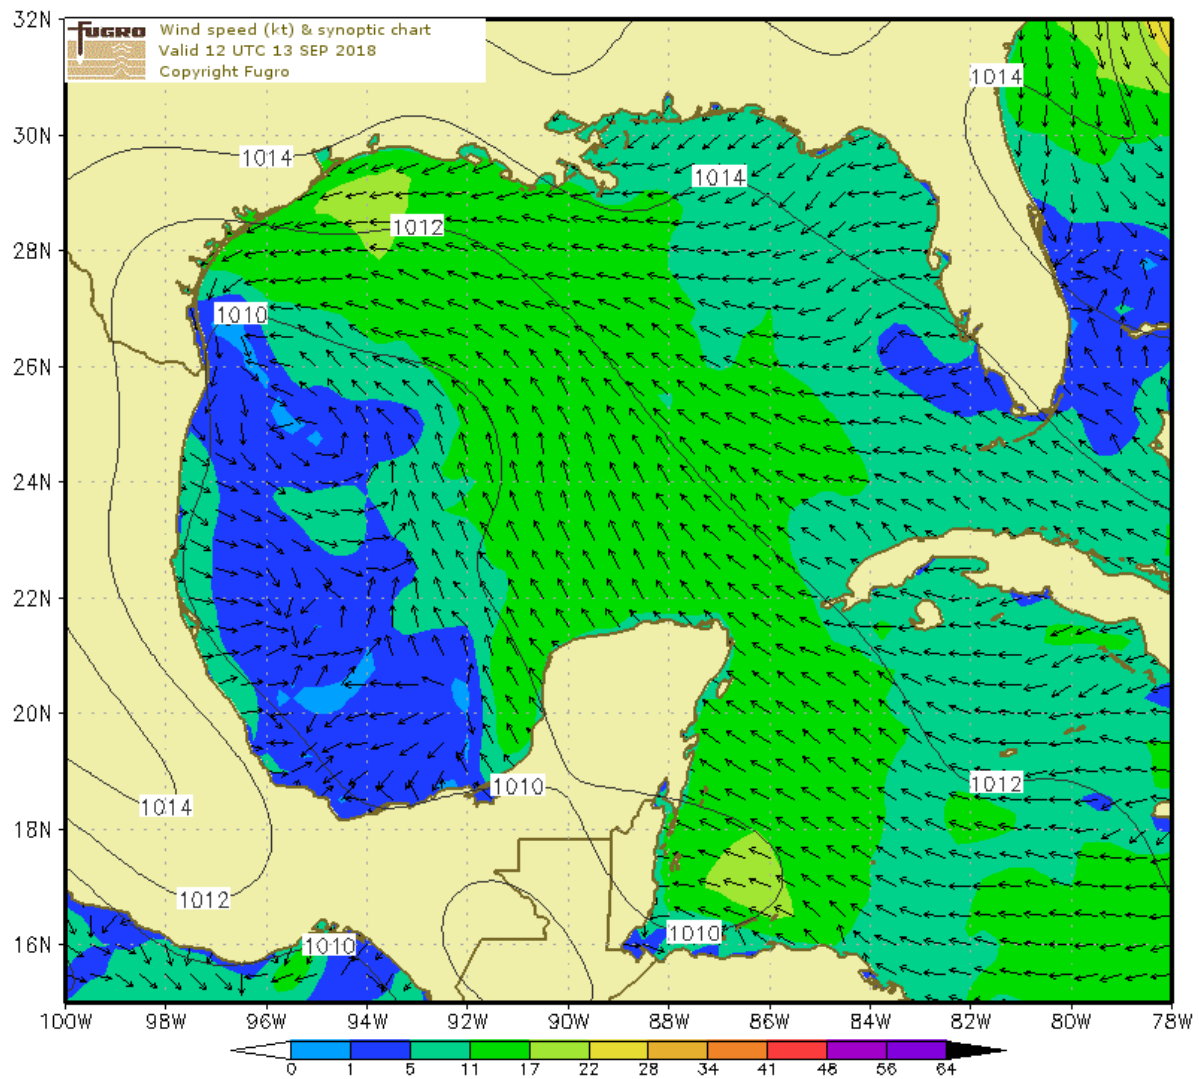 fugro
Wind speed (kt) & synoptic chart
Valid 12 UTC 13 SEP 2018
Copyright Fugro
32N
1014
30N
1014
1014
1012
28N
1010
26N
24N
22N
20N
1010
1012
1014
18N
1012
1010
1010
16N
100W 98W 96W 94W 92W 90W 88W 86W 84W 82W 80W 78W
0 1 5 11 17 22 28 34 41 48 56 64